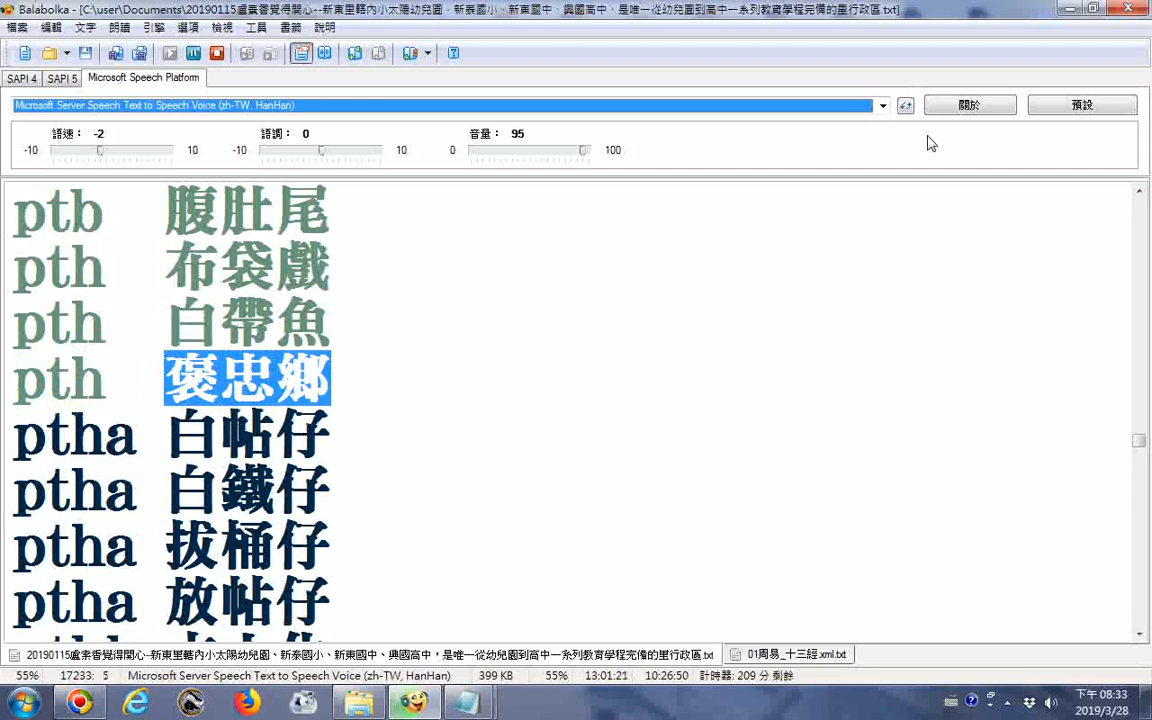 Balabolka - [C:\user\Documents\20190115盧素香覺得開心--新東里轄內小太陽幼兒園、新泰國小、新東國中、興國高中，是唯一從幼兒園到高中一系列教育學程完備的里行政區.txt]
檔案 編輯 文字 朗讀 引擎 選項 檢視 工具 書籤 說明
SAPI 4 SAPI 5 Microsoft Speech Platform
Microsoft Server Speech Text to Speech Voice (zh-TW, HanHan) 關於 預設
語速： -2 語調： 0 音量： 95
-10 10 -10 10 0 100
ptb 腹肚尾
pth 布袋戲
pth 白帶魚
pth 褒忠鄉
ptha 白帖仔
ptha 白鐵仔
ptha 拔桶仔
ptha 放帖仔
20190115盧素香覺得開心--新東里轄內小太陽幼兒園、新泰國小、新東國中、興國高中，是唯一從幼兒園到高中一系列教育學程完備的里行政區.txt 01周易_十三經.xml.txt
55% 17233: 5 Microsoft Server Speech Text to Speech Voice (zh-TW, HanHan) 399 KB 55% 13:01:21 10:26:50 計時器: 209 分 剩餘
下午 08:33
2019/3/28